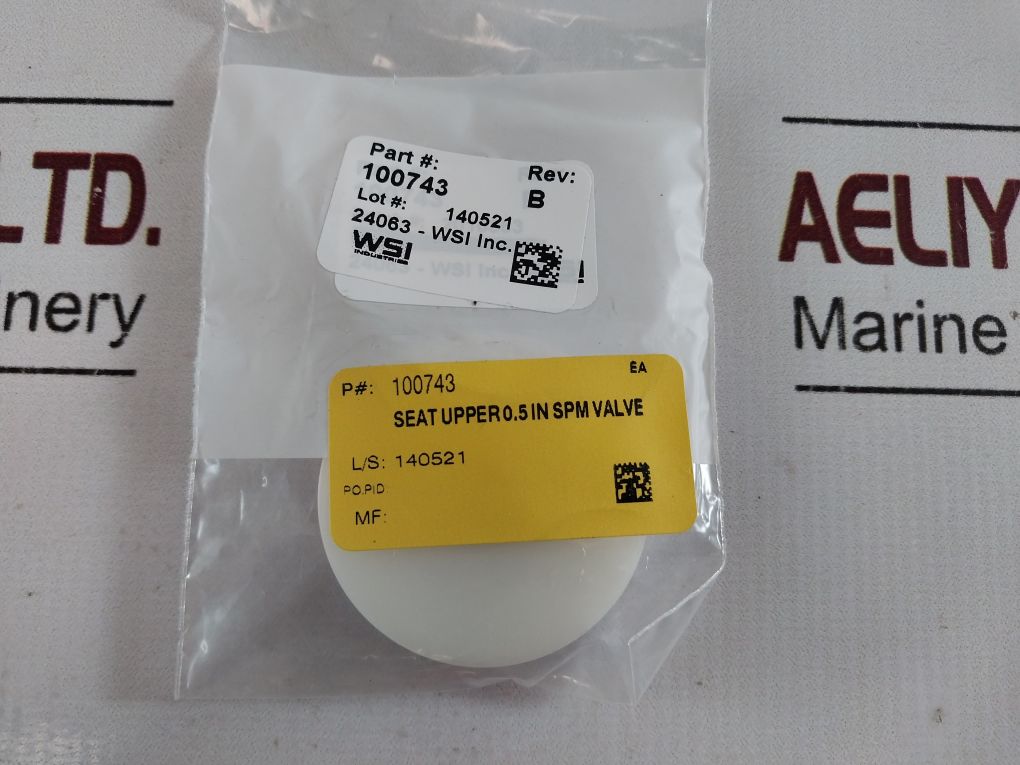 LTD.
nery
AELIY
Marine
Part #:
Rev:
100743
B
Lot #:
140521
24063 - WSI Inc.
WSI
INDUSTRIES
EA
P#: 100743
SEAT UPPER 0.5 IN SPM VALVE
L/S: 140521
PO.PID:
MF: